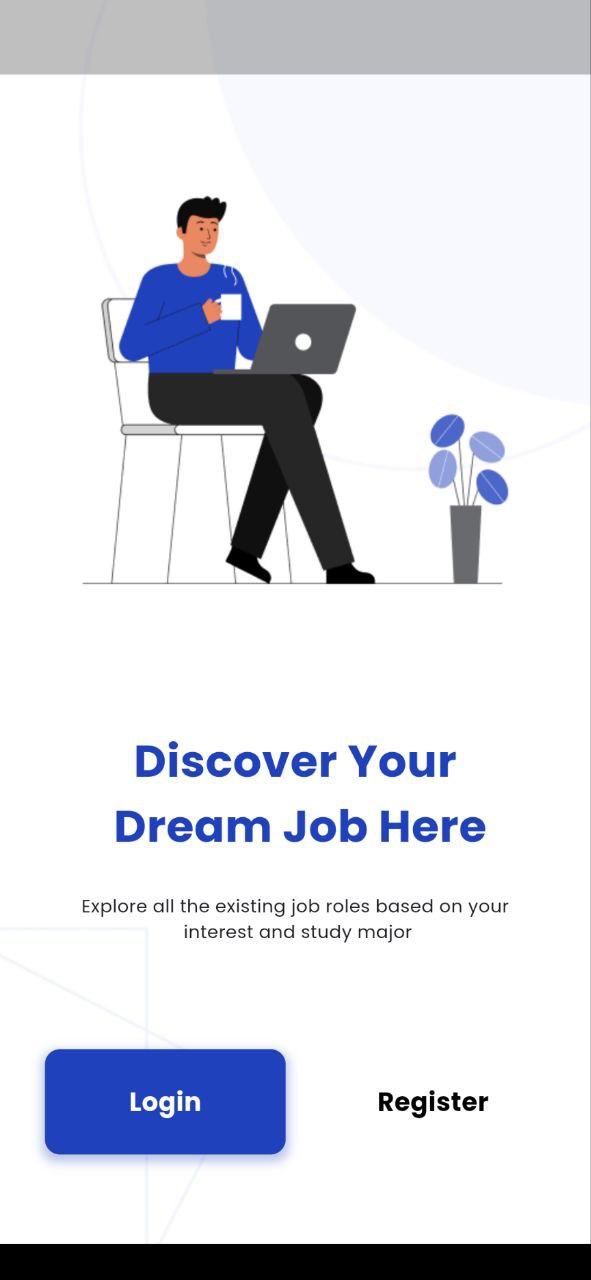 Discover Your
Dream Job Here
Explore all the existing job roles based on your
interest and study major
Login
Register